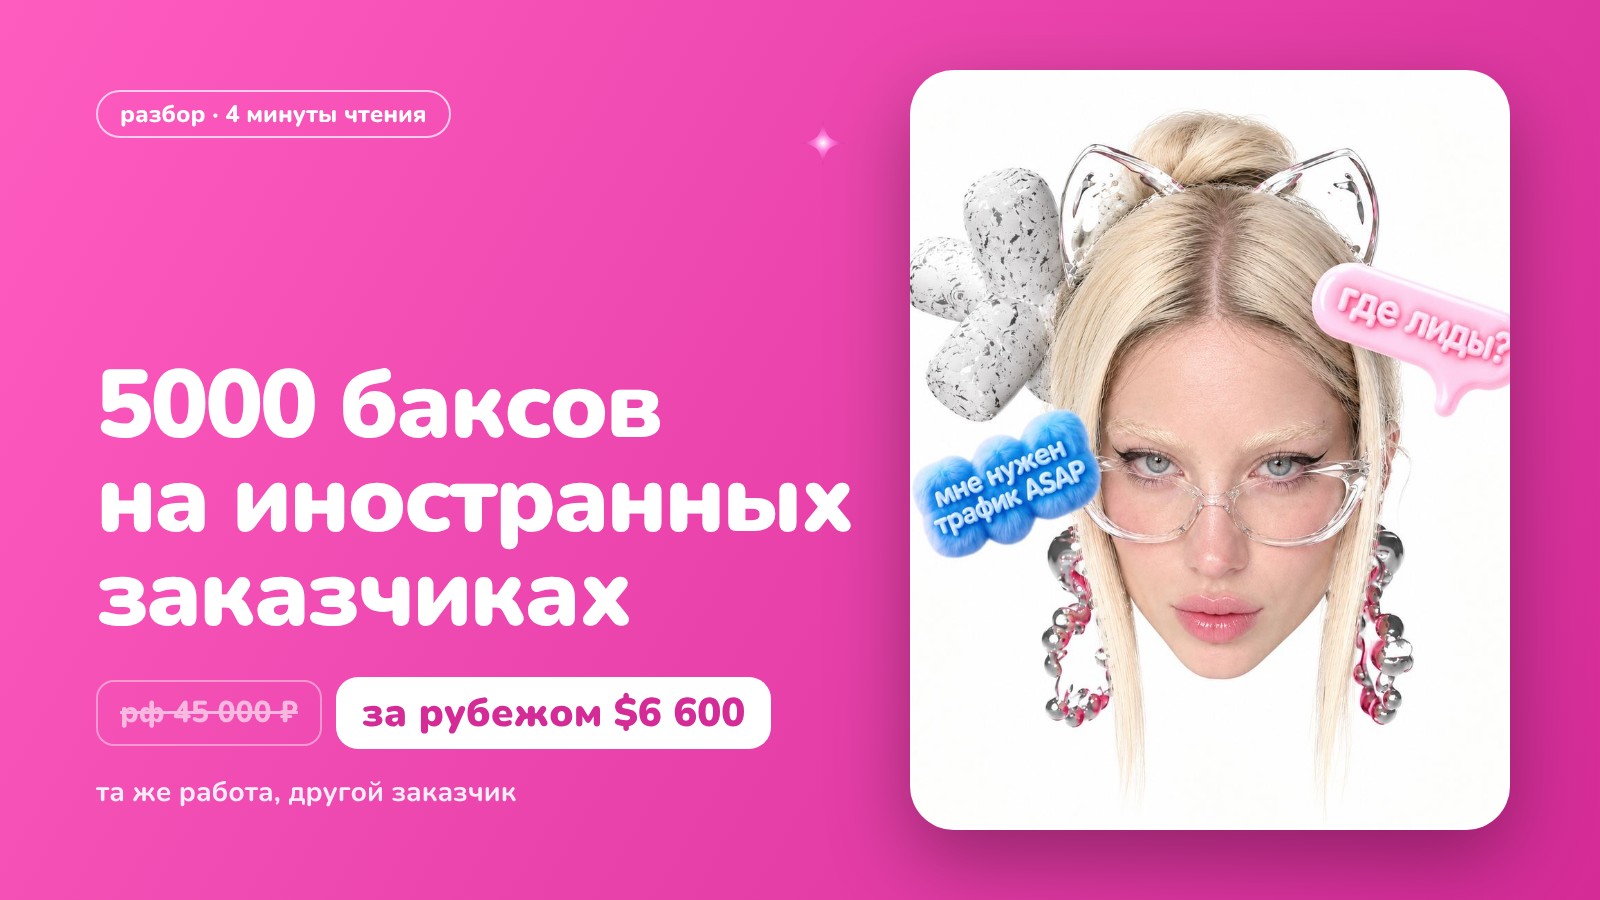 разбор · 4 минуты чтения
5000 баксов
на иностранных
заказчиках
рф 45 000 ₽
за рубежом $6 600
та же работа, другой заказчик
где лиды?
мне нужен
трафик ASAP